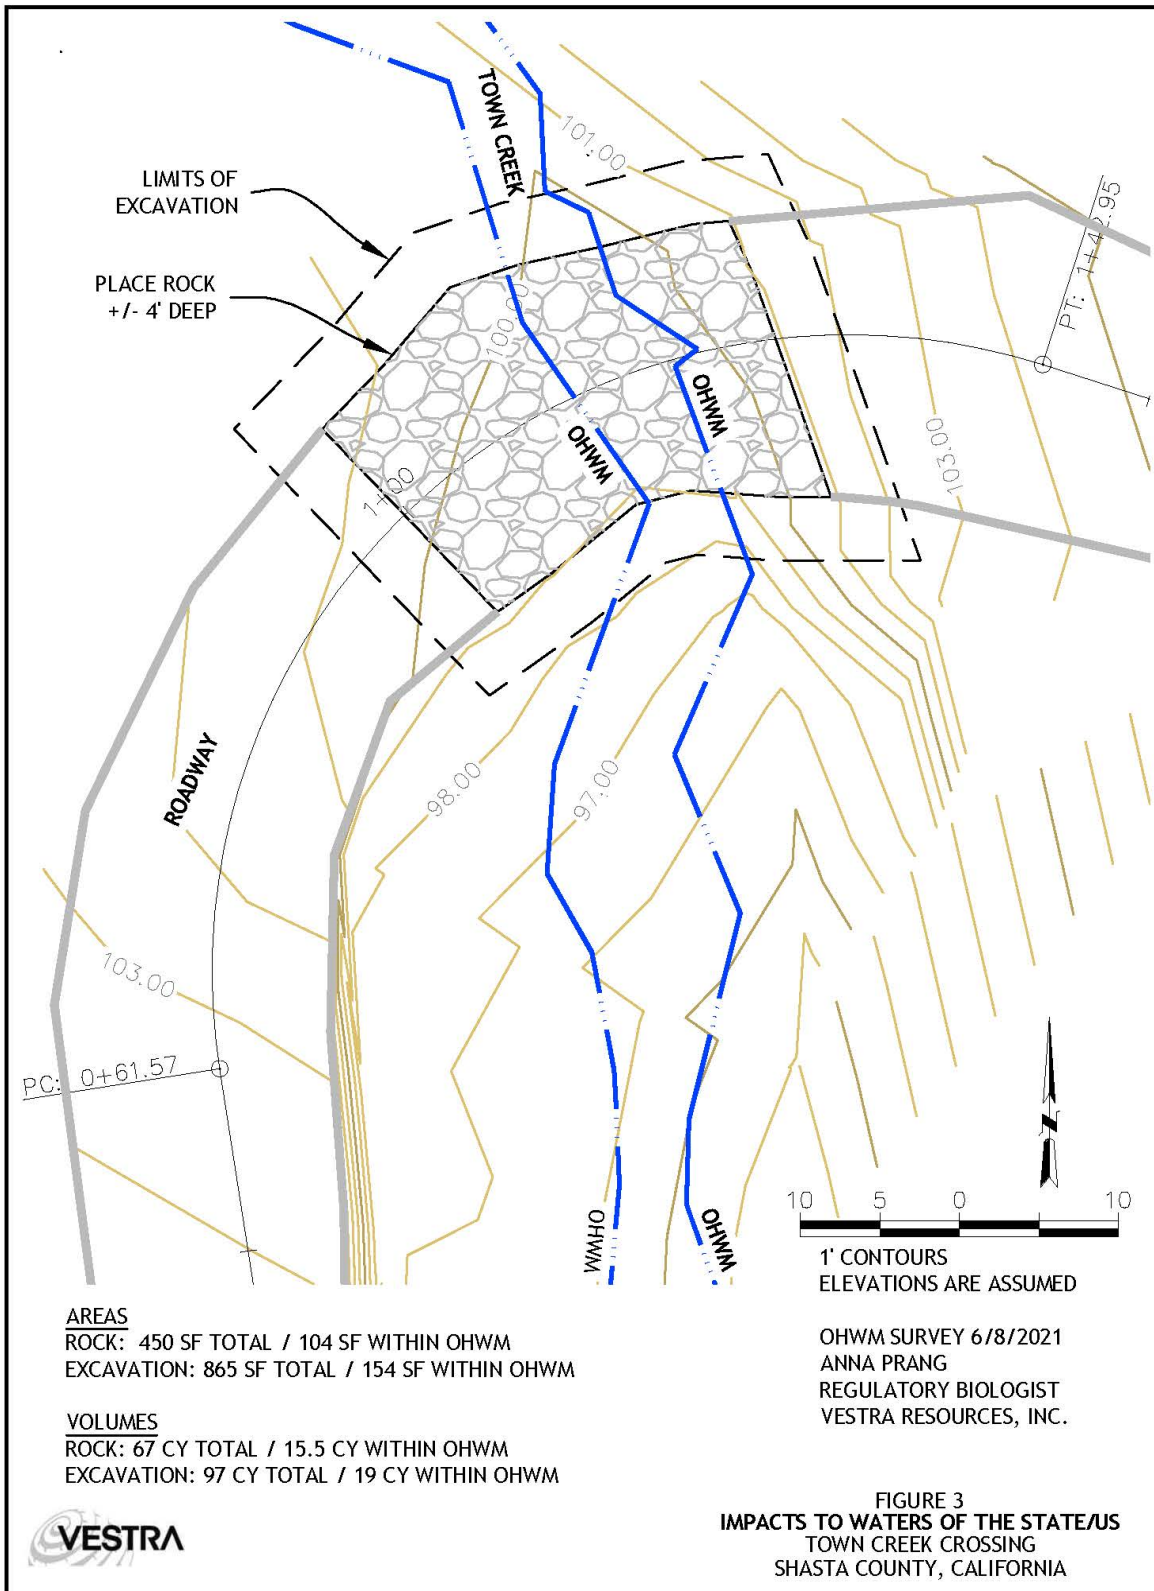 TOWN CREEK
101.00
LIMITS OF
EXCAVATION
PT: 1+42.95
PLACE ROCK
+/- 4' DEEP
100.00
OHWM
OHWM
103.00
1+00
ROADWAY
98.00
97.00
103.00
PC: 0+61.57
N
10 5 0 10
OHWM
OHWM
1' CONTOURS
ELEVATIONS ARE ASSUMED
AREAS
ROCK: 450 SF TOTAL / 104 SF WITHIN OHWM
EXCAVATION: 865 SF TOTAL / 154 SF WITHIN OHWM
OHWM SURVEY 6/8/2021
ANNA PRANG
REGULATORY BIOLOGIST
VESTRA RESOURCES, INC.
VOLUMES
ROCK: 67 CY TOTAL / 15.5 CY WITHIN OHWM
EXCAVATION: 97 CY TOTAL / 19 CY WITHIN OHWM
FIGURE 3
IMPACTS TO WATERS OF THE STATE/US
TOWN CREEK CROSSING
SHASTA COUNTY, CALIFORNIA
VESTRA